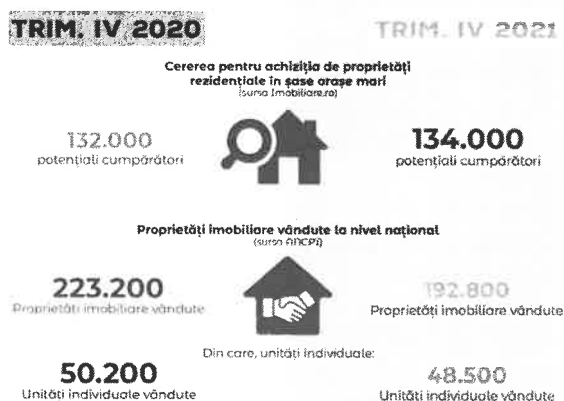 TRIM. IV 2020
TRIM. IV 2021
Cererea pentru achiziția de proprietăți
rezidențiale în șase orașe mari
(sursa Imobiliare.ro)
132.000
potențiali cumpărători
134.000
potențiali cumpărători
Proprietăți imobiliare vândute la nivel național
(sursa ANCPI)
223.200
Proprietăți imobiliare vândute
192.800
Proprietăți imobiliare vândute
Din care, unități individuale:
50.200
Unități individuale vândute
48.500
Unități individuale vândute